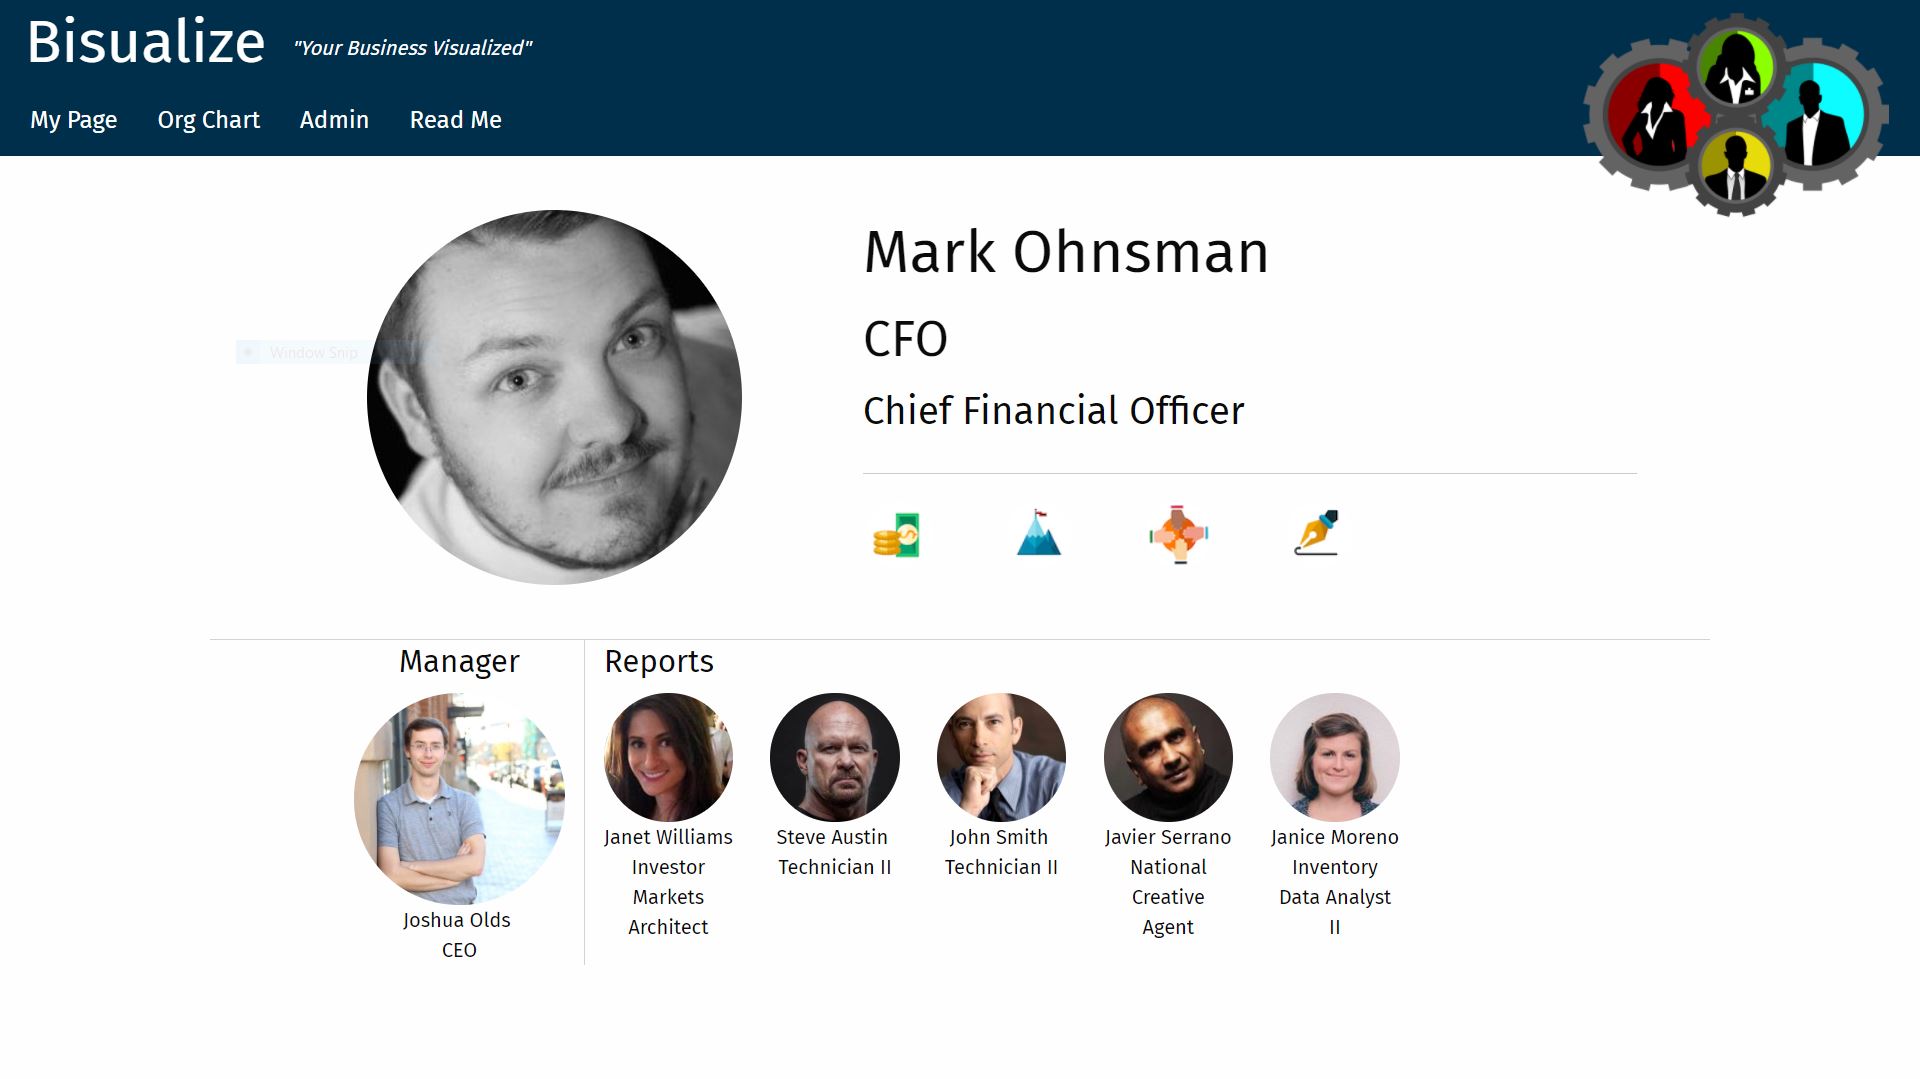 Bisualize
"Your Business Visualized"
My Page
Org Chart
Admin
Read Me
Mark Ohnsman
CFO
Chief Financial Officer
Window Snip
Manager
Joshua Olds
CEO
Reports
Janet Williams
Investor
Markets
Architect
Steve Austin
Technician II
John Smith
Technician II
Javier Serrano
National
Creative
Agent
Janice Moreno
Inventory
Data Analyst
II